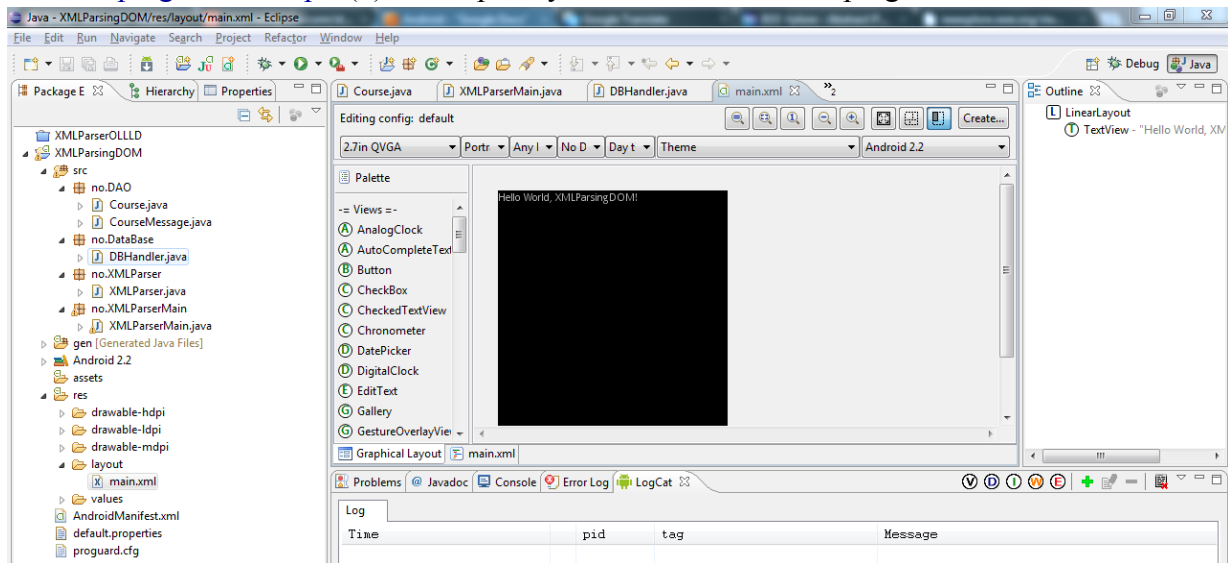 Java - XMLParsingDOM/res/layout/main.xml - Eclipse
File Edit Run Navigate Search Project Refactor Window Help
Debug Java
Package E Hierarchy Properties
XMLParserOLLLD
XMLParsingDOM
src
no.DAO
Course.java
CourseMessage.java
no.DataBase
DBHandler.java
no.XMLParser
XMLParser.java
no.XMLParserMain
XMLParserMain.java
gen [Generated Java Files]
Android 2.2
assets
res
drawable-hdpi
drawable-ldpi
drawable-mdpi
layout
main.xml
values
AndroidManifest.xml
default.properties
proguard.cfg
Course.java XMLParserMain.java DBHandler.java main.xml »2
Editing config: default Create...
2.7in QVGA Portr Any l No D Day t Theme Android 2.2
Palette
-= Views =-
AnalogClock
AutoCompleteText
Button
CheckBox
CheckedTextView
Chronometer
DatePicker
DigitalClock
EditText
Gallery
GestureOverlayVie
Hello World, XMLParsingDOM!
Graphical Layout main.xml
Outline
LinearLayout
TextView - "Hello World, XM
Problems @ Javadoc Console Error Log LogCat
V D I W E
Log
Time pid tag Message